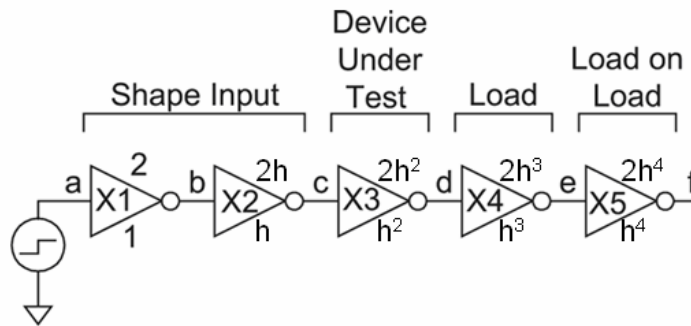 Device
Under
Test
Load on
Load
Shape Input
Load
a
2
X1
1
b
2h
X2
h
c
2h²
X3
h²
d
2h³
X4
h³
e
2h⁴
X5
h⁴
f